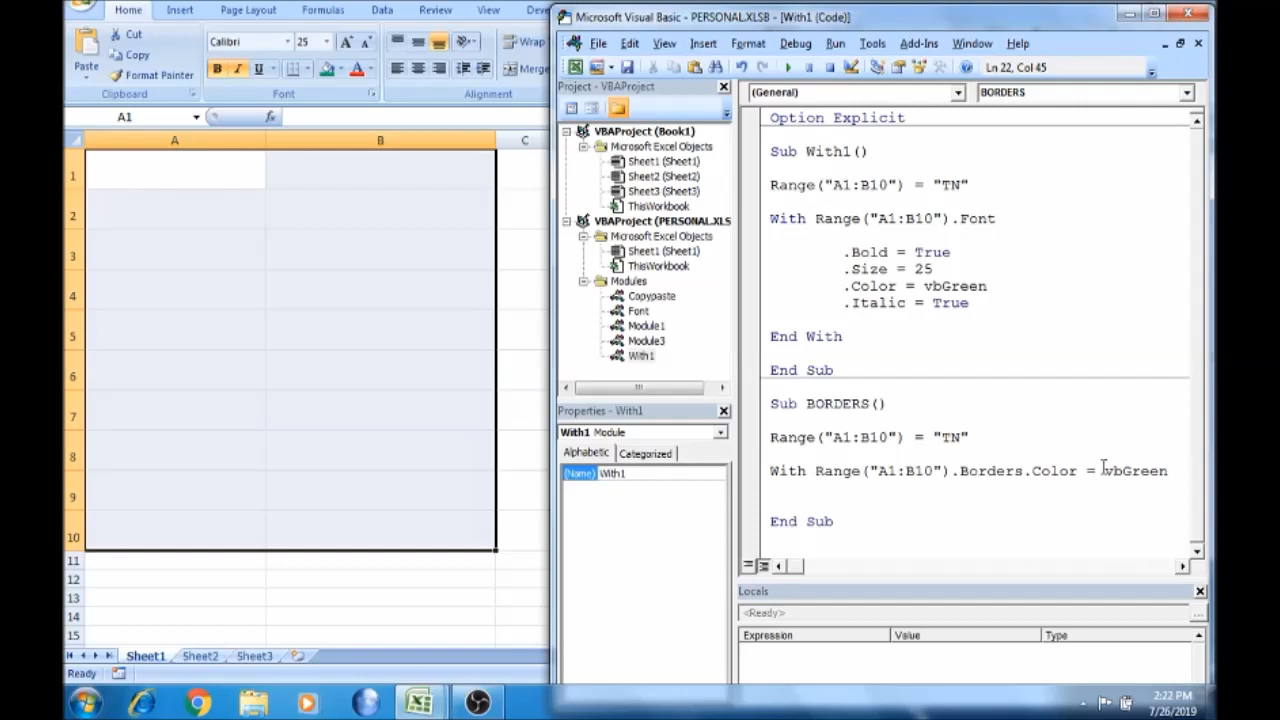 Home Insert Page Layout Formulas Data Review View
Cut
Copy
Paste
Format Painter
Calibri 25
B I U
Wrap
Merge
Clipboard Font Alignment
A1 fx
A B C
1
2
3
4
5
6
7
8
9
10
11
12
13
14
15
Sheet1 Sheet2 Sheet3
Ready
Microsoft Visual Basic - PERSONAL.XLSB - [With1 (Code)]
File Edit View Insert Format Debug Run Tools Add-Ins Window Help
Ln 22, Col 45
Project - VBAProject
VBAProject (Book1)
Microsoft Excel Objects
Sheet1 (Sheet1)
Sheet2 (Sheet2)
Sheet3 (Sheet3)
ThisWorkbook
VBAProject (PERSONAL.XLS
Microsoft Excel Objects
Sheet1 (Sheet1)
ThisWorkbook
Modules
Copypaste
Font
Module1
Module3
With1
Properties - With1
With1 Module
Alphabetic Categorized
(Name) With1
(General) BORDERS
Option Explicit
Sub With1()
Range("A1:B10") = "TN"
With Range("A1:B10").Font
.Bold = True
.Size = 25
.Color = vbGreen
.Italic = True
End With
End Sub
Sub BORDERS()
Range("A1:B10") = "TN"
With Range("A1:B10").Borders.Color = vbGreen
End Sub
Locals
<Ready>
Expression Value Type
2:22 PM
7/26/2019